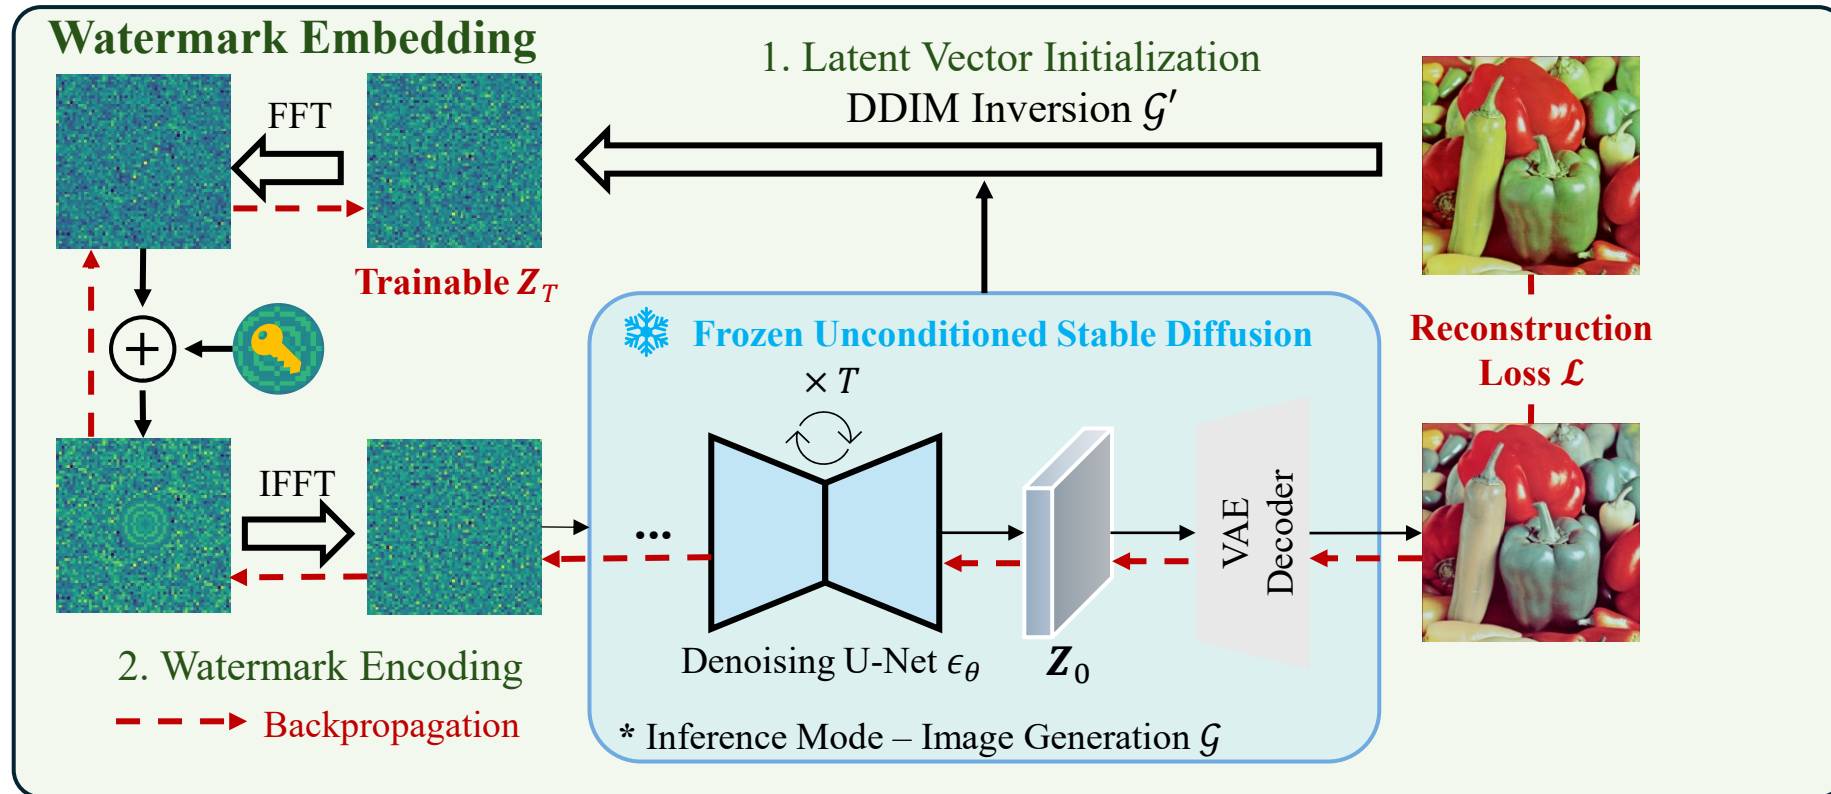 Watermark Embedding
1. Latent Vector Initialization
DDIM Inversion 𝒢′
FFT
Trainable Z_T
Frozen Unconditioned Stable Diffusion
× T
Reconstruction
Loss ℒ
IFFT
...
VAE
Decoder
Denoising U-Net ϵ_θ
Z_0
2. Watermark Encoding
Backpropagation
* Inference Mode – Image Generation 𝒢